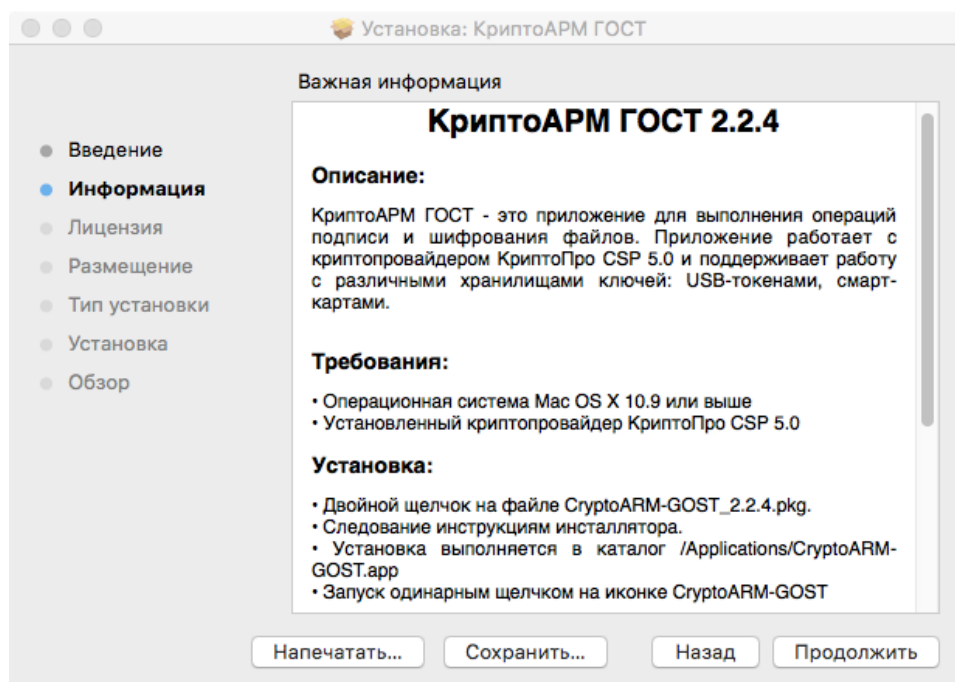 Установка: КриптоАРМ ГОСТ
Введение
Информация
Лицензия
Размещение
Тип установки
Установка
Обзор
Важная информация
КриптоАРМ ГОСТ 2.2.4
Описание:
КриптоАРМ ГОСТ - это приложение для выполнения операций
подписи и шифрования файлов. Приложение работает с
криптопровайдером КриптоПро CSP 5.0 и поддерживает работу
с различными хранилищами ключей: USB-токенами, смарт-
картами.
Требования:
• Операционная система Mac OS X 10.9 или выше
• Установленный криптопровайдер КриптоПро CSP 5.0
Установка:
• Двойной щелчок на файле CryptoARM-GOST_2.2.4.pkg.
• Следование инструкциям инсталлятора.
• Установка выполняется в каталог /Applications/CryptoARM-
GOST.app
• Запуск одинарным щелчком на иконке CryptoARM-GOST
Напечатать... Сохранить... Назад Продолжить